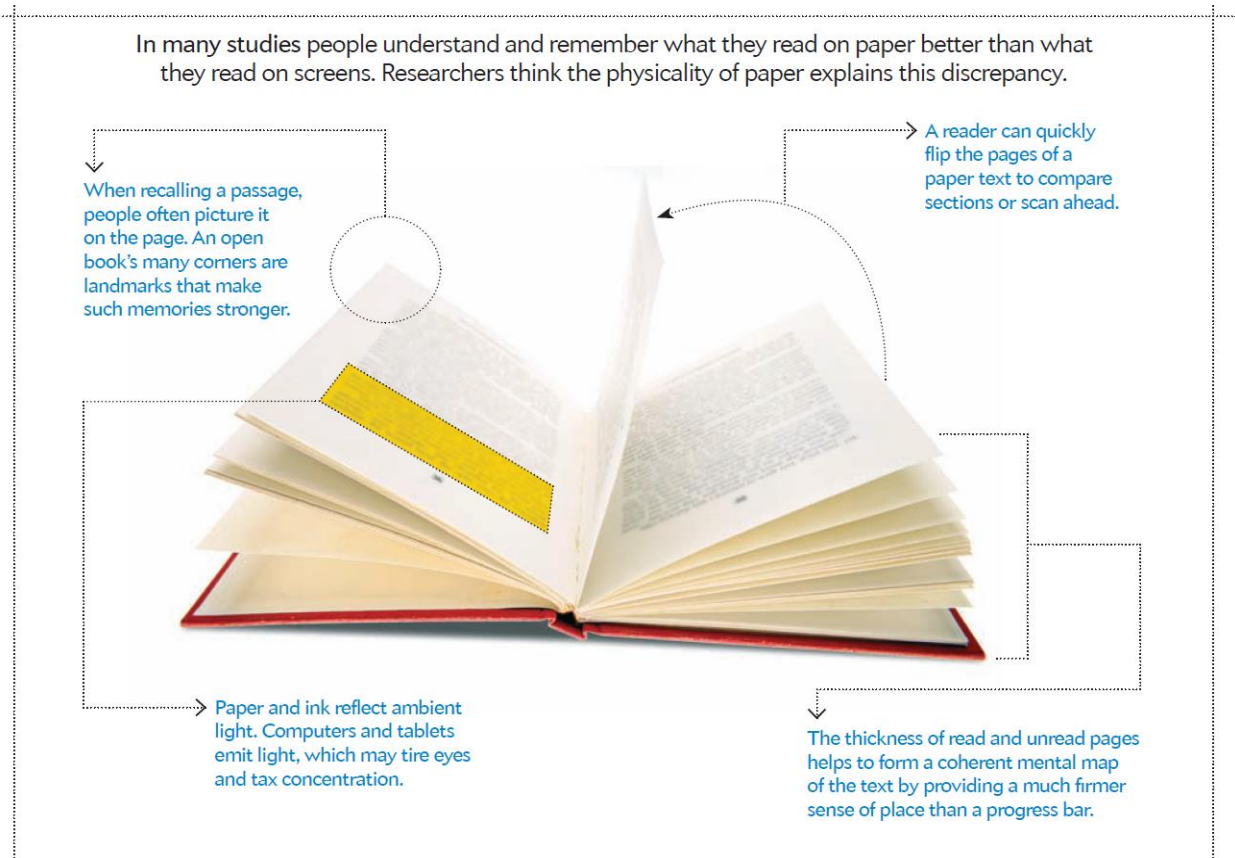 In many studies people understand and remember what they read on paper better than what
they read on screens. Researchers think the physicality of paper explains this discrepancy.
When recalling a passage,
people often picture it
on the page. An open
book’s many corners are
landmarks that make
such memories stronger.
A reader can quickly
flip the pages of a
paper text to compare
sections or scan ahead.
Paper and ink reflect ambient
light. Computers and tablets
emit light, which may tire eyes
and tax concentration.
The thickness of read and unread pages
helps to form a coherent mental map
of the text by providing a much firmer
sense of place than a progress bar.